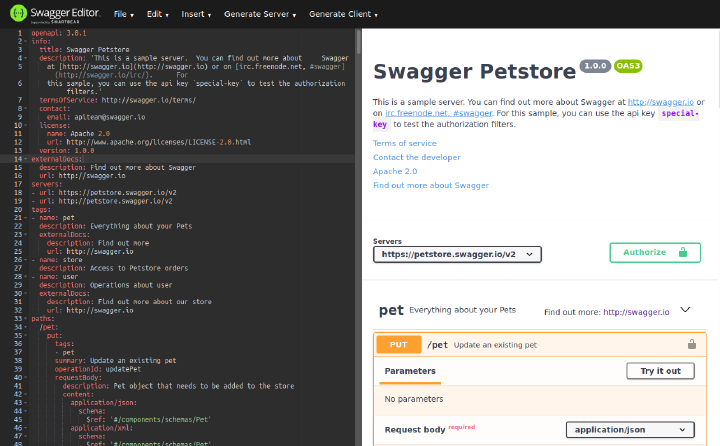 Swagger Editor.
Supported by SMARTBEAR
File ▾ Edit ▾ Insert ▾ Generate Server ▾ Generate Client ▾
1 openapi: 3.0.1
2 info:
3 title: Swagger Petstore
4 description: 'This is a sample server. You can find out more about Swagger
5 at [http://swagger.io](http://swagger.io) or on [irc.freenode.net, #swagger]
(http://swagger.io/irc/). For
6 this sample, you can use the api key `special-key` to test the authorization
filters.'
7 termsOfService: http://swagger.io/terms/
8 contact:
9 email: apiteam@swagger.io
10 license:
11 name: Apache 2.0
12 url: http://www.apache.org/licenses/LICENSE-2.0.html
13 version: 1.0.0
14 externalDocs:
15 description: Find out more about Swagger
16 url: http://swagger.io
17 servers:
18 - url: https://petstore.swagger.io/v2
19 - url: http://petstore.swagger.io/v2
20 tags:
21 - name: pet
22 description: Everything about your Pets
23 externalDocs:
24 description: Find out more
25 url: http://swagger.io
26 - name: store
27 description: Access to Petstore orders
28 - name: user
29 description: Operations about user
30 externalDocs:
31 description: Find out more about our store
32 url: http://swagger.io
33 paths:
34 /pet:
35 put:
36 tags:
37 - pet
38 summary: Update an existing pet
39 operationId: updatePet
40 requestBody:
41 description: Pet object that needs to be added to the store
42 content:
43 application/json:
44 schema:
45 $ref: '#/components/schemas/Pet'
46 application/xml:
47 schema:
48 $ref: '#/components/schemas/Pet'
Swagger Petstore 1.0.0 OAS3
This is a sample server. You can find out more about Swagger at http://swagger.io or
on irc.freenode.net, #swagger. For this sample, you can use the api key special-
key to test the authorization filters.
Terms of service
Contact the developer
Apache 2.0
Find out more about Swagger
Servers
https://petstore.swagger.io/v2
Authorize
pet Everything about your Pets Find out more: http://swagger.io
PUT /pet Update an existing pet
Parameters Try it out
No parameters
Request body required application/json